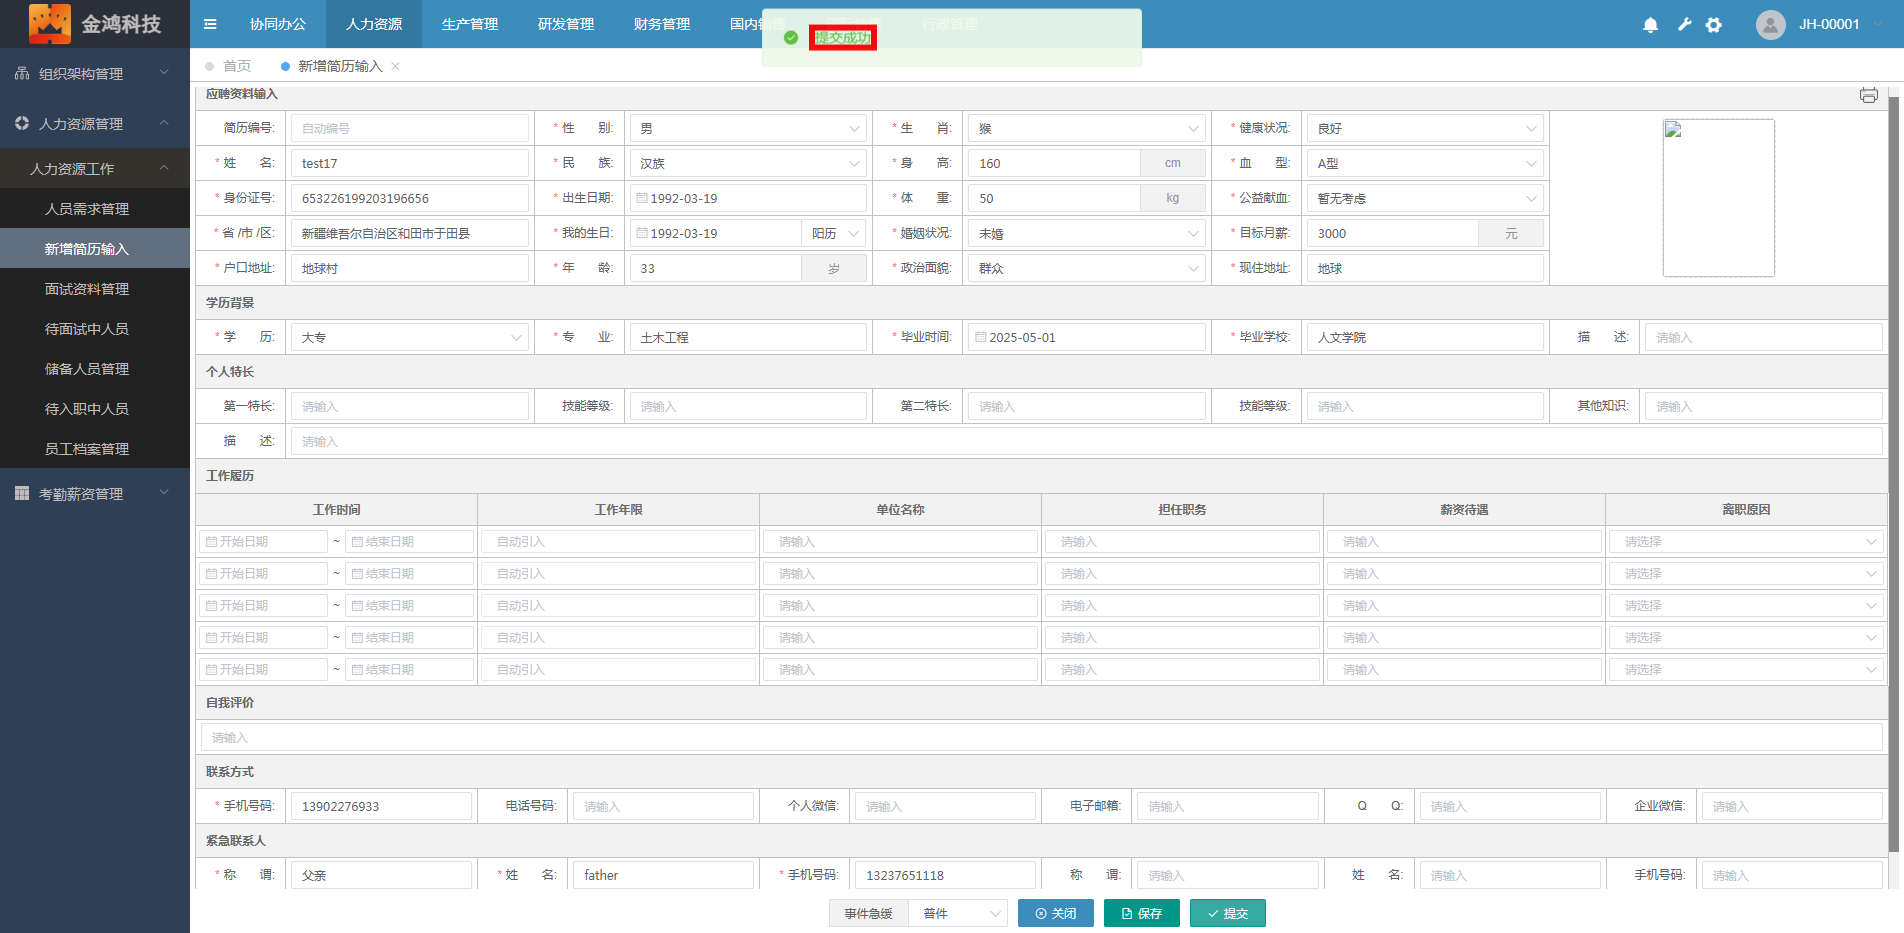 金鸿科技
协同办公 人力资源 生产管理 研发管理 财务管理 国内销售 行政管理 JH-00001
提交成功
首页 新增简历输入
组织架构管理
人力资源管理
人力资源工作
人员需求管理
新增简历输入
面试资料管理
待面试中人员
储备人员管理
待入职中人员
员工档案管理
考勤薪资管理
应聘资料输入
简历编号: 自动编号 * 性 别: 男 * 生 肖: 猴 * 健康状况: 良好
* 姓 名: test17 * 民 族: 汉族 * 身 高: 160 cm * 血 型: A型
* 身份证号: 653226199203196656 * 出生日期: 1992-03-19 * 体 重: 50 kg * 公益献血: 暂无考虑
* 省 /市 /区: 新疆维吾尔自治区和田市于田县 * 我的生日: 1992-03-19 阳历 * 婚姻状况: 未婚 * 目标月薪: 3000 元
* 户口地址: 地球村 * 年 龄: 33 岁 * 政治面貌: 群众 * 现住地址: 地球
学历背景
* 学 历: 大专 * 专 业: 土木工程 * 毕业时间: 2025-05-01 * 毕业学校: 人文学院 描 述: 请输入
个人特长
第一特长: 请输入 技能等级: 请输入 第二特长: 请输入 技能等级: 请输入 其他知识: 请输入
描 述: 请输入
工作履历
工作时间 工作年限 单位名称 担任职务 薪资待遇 离职原因
开始日期 ~ 结束日期 自动引入 请输入 请输入 请输入 请选择
开始日期 ~ 结束日期 自动引入 请输入 请输入 请输入 请选择
开始日期 ~ 结束日期 自动引入 请输入 请输入 请输入 请选择
开始日期 ~ 结束日期 自动引入 请输入 请输入 请输入 请选择
开始日期 ~ 结束日期 自动引入 请输入 请输入 请输入 请选择
自我评价
请输入
联系方式
* 手机号码: 13902276933 电话号码: 请输入 个人微信: 请输入 电子邮箱: 请输入 Q Q: 请输入 企业微信: 请输入
紧急联系人
* 称 谓: 父亲 * 姓 名: father * 手机号码: 13237651118 称 谓: 请输入 姓 名: 请输入 手机号码: 请输入
事件急缓 普件 关闭 保存 提交